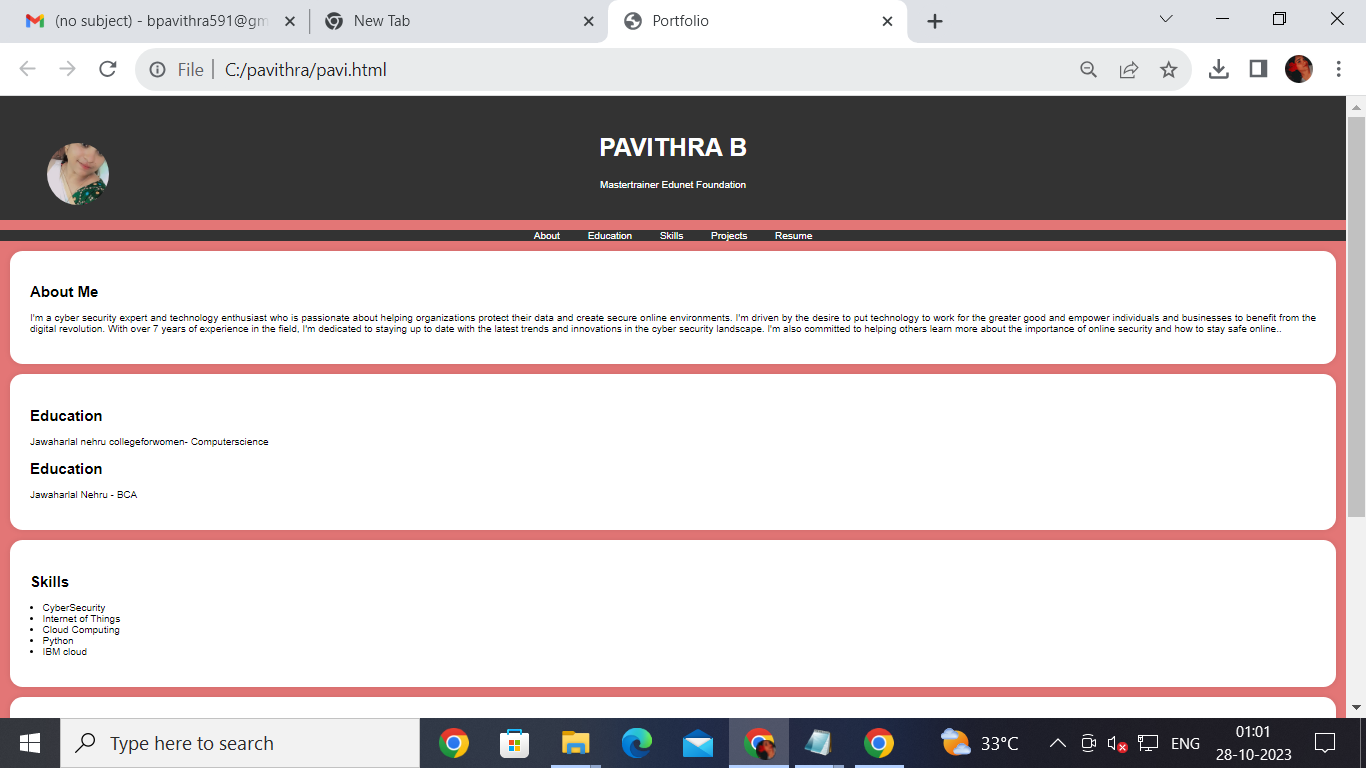 (no subject) - bpavithra591@gm
New Tab
Portfolio
File
C:/pavithra/pavi.html
PAVITHRA B
Mastertrainer Edunet Foundation
About Education Skills Projects Resume
About Me
I'm a cyber security expert and technology enthusiast who is passionate about helping organizations protect their data and create secure online environments. I'm driven by the desire to put technology to work for the greater good and empower individuals and businesses to benefit from the
digital revolution. With over 7 years of experience in the field, I'm dedicated to staying up to date with the latest trends and innovations in the cyber security landscape. I'm also committed to helping others learn more about the importance of online security and how to stay safe online..
Education
Jawaharlal nehru collegeforwomen- Computerscience
Education
Jawaharlal Nehru - BCA
Skills
CyberSecurity
Internet of Things
Cloud Computing
Python
IBM cloud
Type here to search
33°C
ENG
01:01
28-10-2023